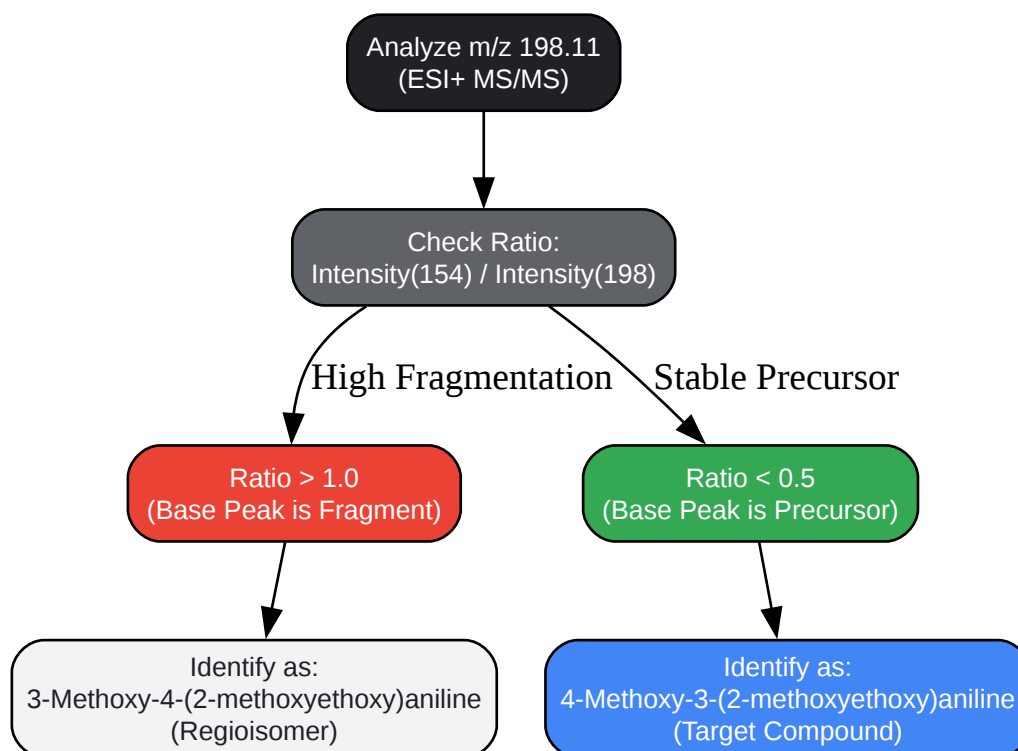 Analyze m/z 198.11
(ESI+ MS/MS)
Check Ratio:
Intensity(154) / Intensity(198)
High Fragmentation
Stable Precursor
Ratio > 1.0
(Base Peak is Fragment)
Ratio < 0.5
(Base Peak is Precursor)
Identify as:
3-Methoxy-4-(2-methoxyethoxy)aniline
(Regioisomer)
Identify as:
4-Methoxy-3-(2-methoxyethoxy)aniline
(Target Compound)